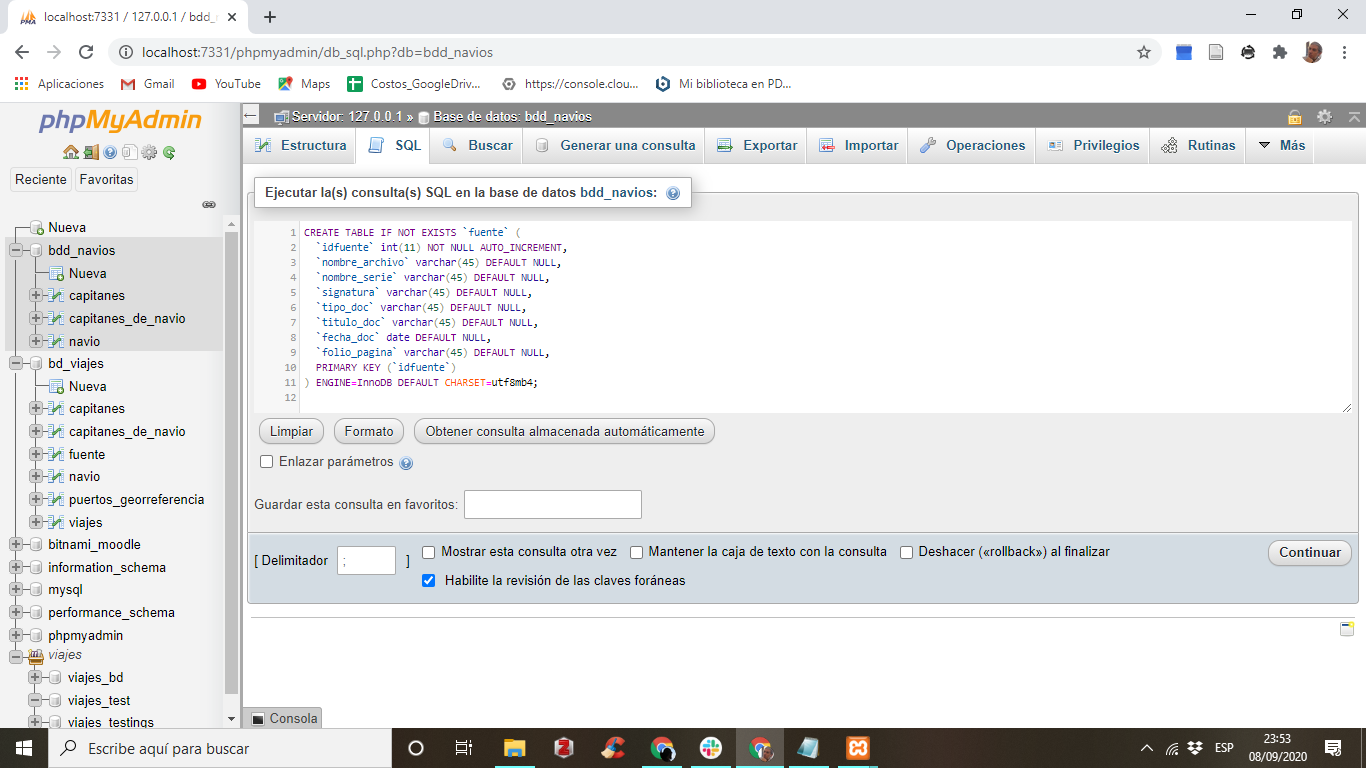 localhost:7331 / 127.0.0.1 / bdd_
localhost:7331/phpmyadmin/db_sql.php?db=bdd_navios
Aplicaciones
Gmail
YouTube
Maps
Costos_GoogleDriv...
https://console.clou...
Mi biblioteca en PD...
phpMyAdmin
Reciente
Favoritas
Nueva
bdd_navios
Nueva
capitanes
capitanes_de_navio
navio
bd_viajes
Nueva
capitanes
capitanes_de_navio
fuente
navio
puertos_georreferencia
viajes
bitnami_moodle
information_schema
mysql
performance_schema
phpmyadmin
viajes
viajes_bd
viajes_test
viajes_testings
Servidor: 127.0.0.1 » Base de datos: bdd_navios
Estructura
SQL
Buscar
Generar una consulta
Exportar
Importar
Operaciones
Privilegios
Rutinas
Más
Ejecutar la(s) consulta(s) SQL en la base de datos bdd_navios:
1 CREATE TABLE IF NOT EXISTS `fuente` (
2 `idfuente` int(11) NOT NULL AUTO_INCREMENT,
3 `nombre_archivo` varchar(45) DEFAULT NULL,
4 `nombre_serie` varchar(45) DEFAULT NULL,
5 `signatura` varchar(45) DEFAULT NULL,
6 `tipo_doc` varchar(45) DEFAULT NULL,
7 `titulo_doc` varchar(45) DEFAULT NULL,
8 `fecha_doc` date DEFAULT NULL,
9 `folio_pagina` varchar(45) DEFAULT NULL,
10 PRIMARY KEY (`idfuente`)
11 ) ENGINE=InnoDB DEFAULT CHARSET=utf8mb4;
12
Limpiar
Formato
Obtener consulta almacenada automáticamente
Enlazar parámetros
Guardar esta consulta en favoritos:
[ Delimitador ; ]
Mostrar esta consulta otra vez
Mantener la caja de texto con la consulta
Deshacer («rollback») al finalizar
Continuar
Habilite la revisión de las claves foráneas
Consola
Escribe aquí para buscar
ESP
23:53
08/09/2020